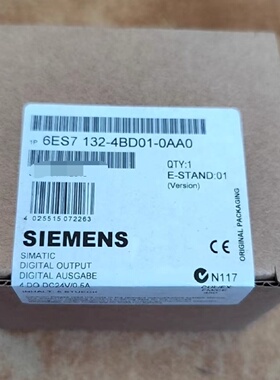 1P 6ES7 132-4BD01-0AA0
QTY:1
E-STAND:01
(Version)
4 025515 072263
SIEMENS
SIMATIC
DIGITAL OUTPUT
DIGITAL AUSGABE
4 DO DC24V/0.5A
CE
N117
ORIGINAL PACKAGING